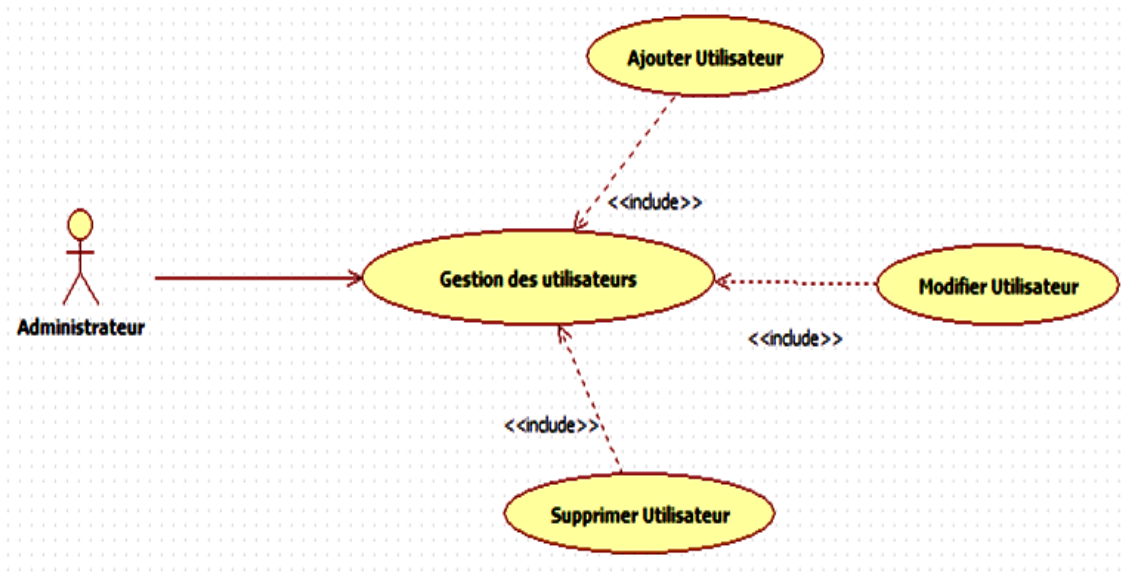 Ajouter Utilisateur
<<include>>
Gestion des utilisateurs
Modifier Utilisateur
Administrateur
<<include>>
<<include>>
Supprimer Utilisateur